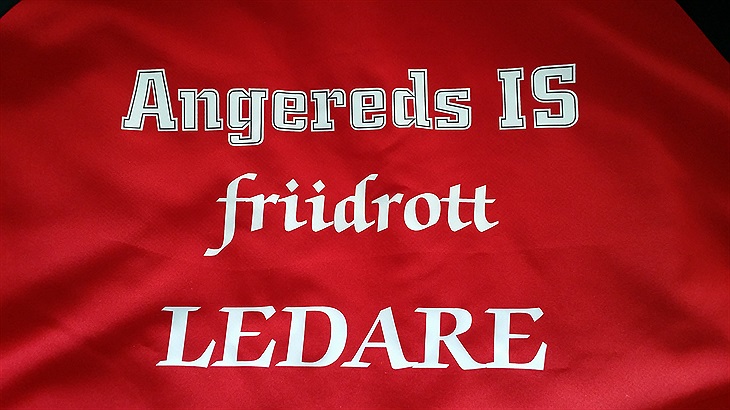 Angereds IS
friidrott
LEDARE